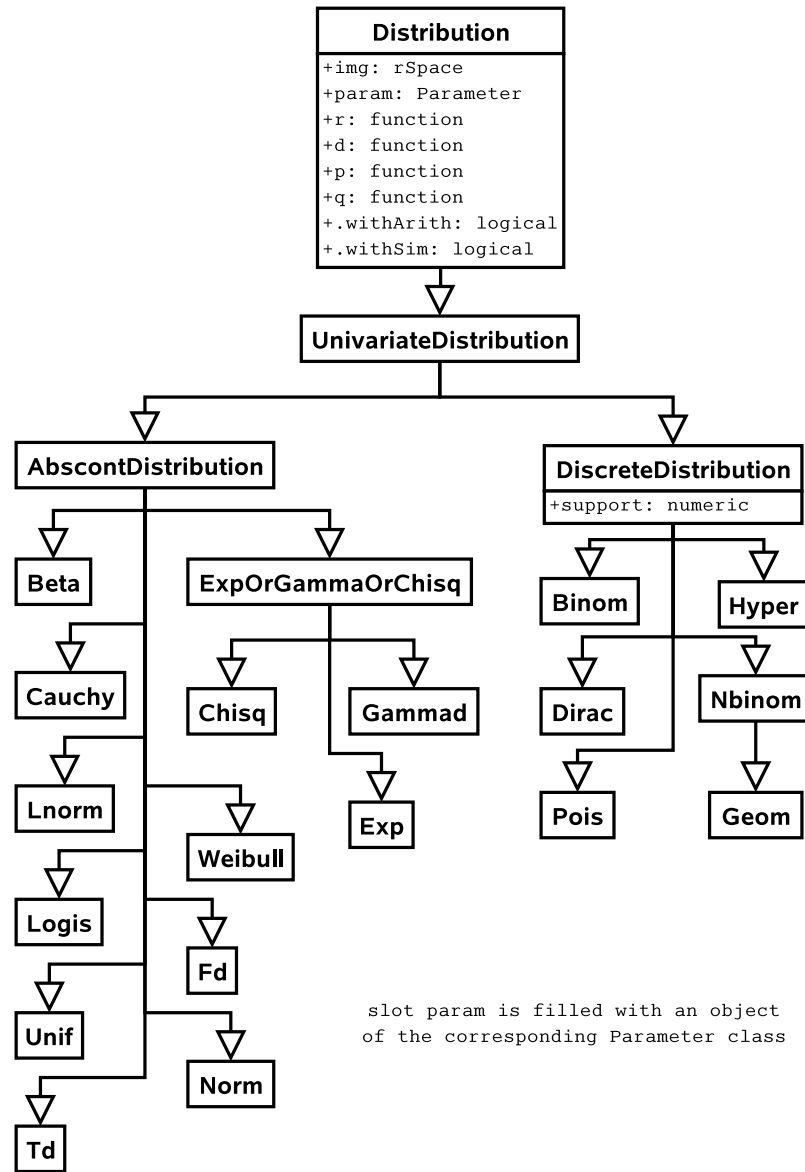 Distribution
+img: rSpace
+param: Parameter
+r: function
+d: function
+p: function
+q: function
+.withArith: logical
+.withSim: logical
UnivariateDistribution
AbscontDistribution
DiscreteDistribution
+support: numeric
Beta
ExpOrGammaOrChisq
Binom
Hyper
Cauchy
Chisq
Gammad
Dirac
Nbinom
Lnorm
Weibull
Exp
Pois
Geom
Logis
Fd
Unif
Norm
Td
slot param is filled with an object
of the corresponding Parameter class